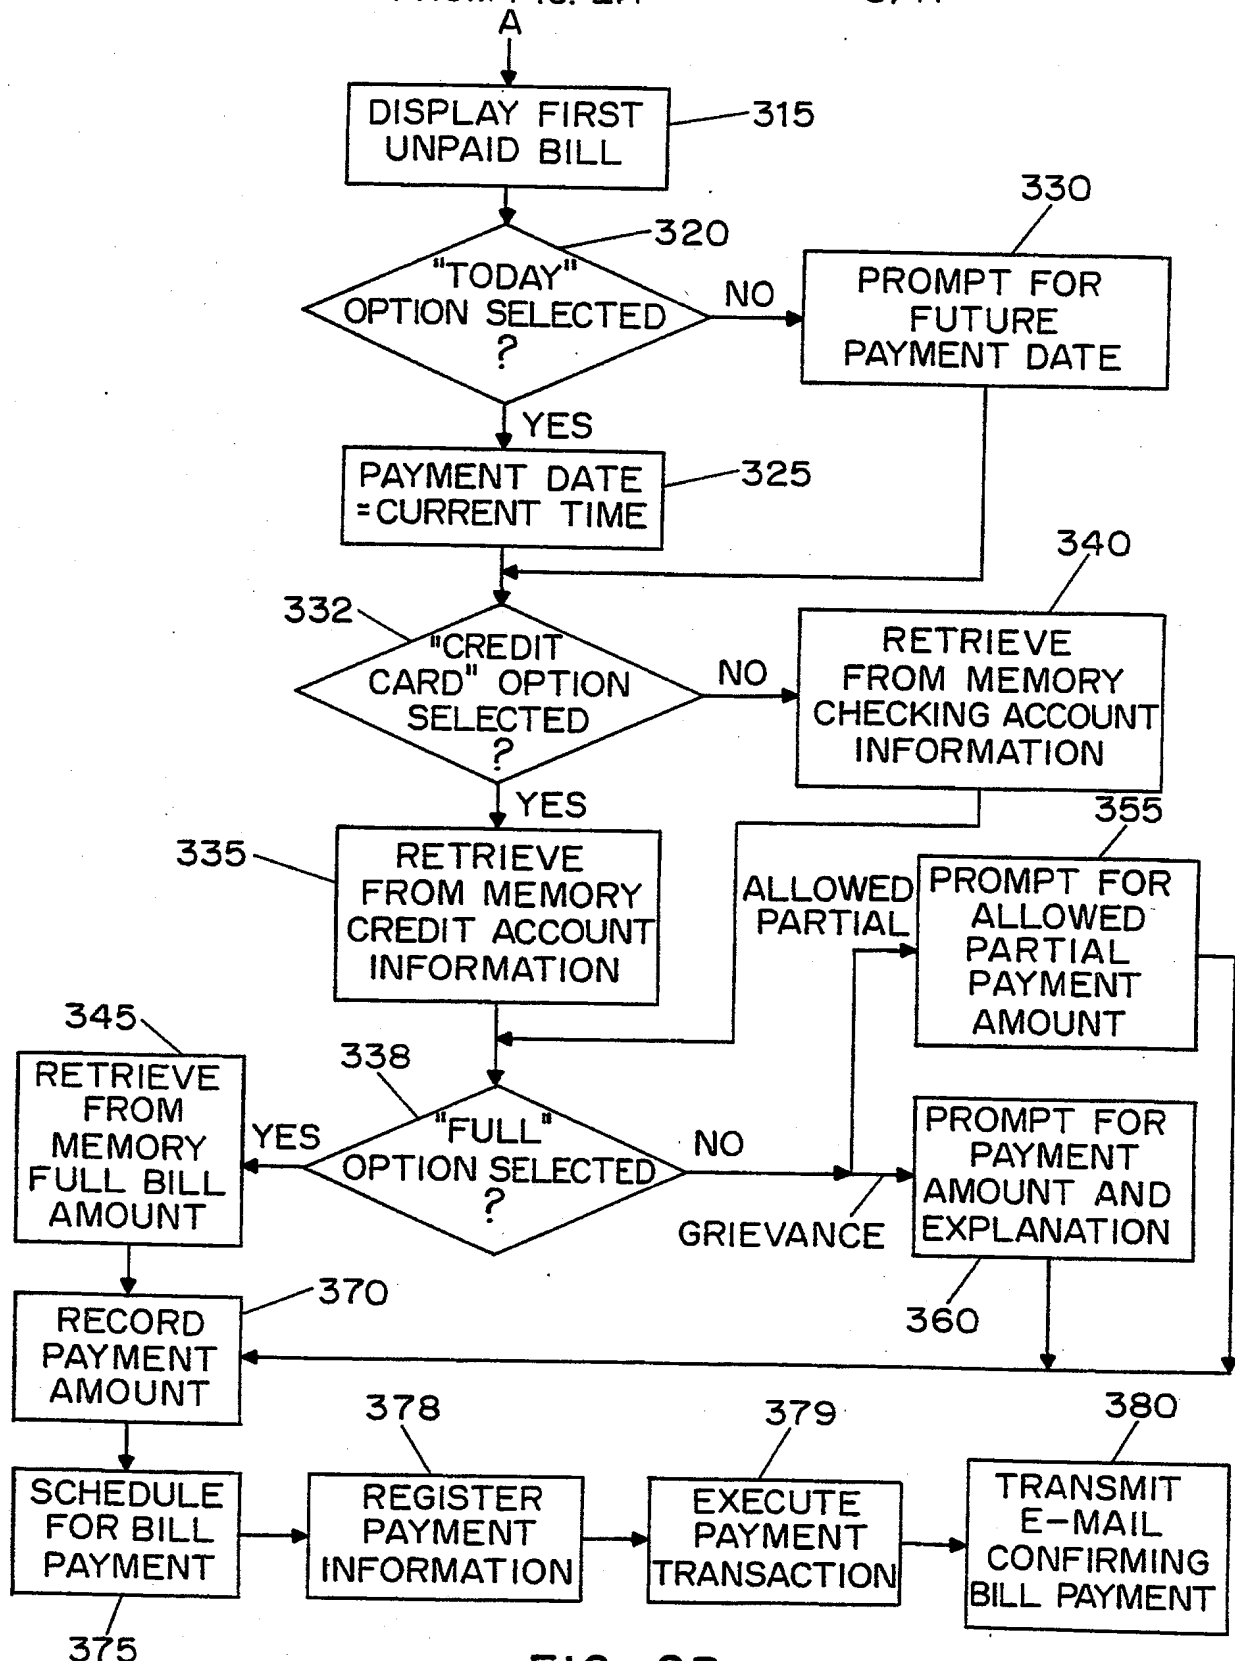 A
DISPLAY FIRST
UNPAID BILL
315
320
"TODAY"
OPTION SELECTED
?
NO
330
PROMPT FOR
FUTURE
PAYMENT DATE
YES
PAYMENT DATE
=CURRENT TIME
325
332
"CREDIT
CARD" OPTION
SELECTED
?
NO
340
RETRIEVE
FROM MEMORY
CHECKING ACCOUNT
INFORMATION
YES
335
RETRIEVE
FROM MEMORY
CREDIT ACCOUNT
INFORMATION
ALLOWED
PARTIAL
355
PROMPT FOR
ALLOWED
PARTIAL
PAYMENT
AMOUNT
345
RETRIEVE
FROM
MEMORY
FULL BILL
AMOUNT
YES
338
"FULL"
OPTION SELECTED
?
NO
GRIEVANCE
PROMPT FOR
PAYMENT
AMOUNT AND
EXPLANATION
360
370
RECORD
PAYMENT
AMOUNT
SCHEDULE
FOR BILL
PAYMENT
375
378
REGISTER
PAYMENT
INFORMATION
379
EXECUTE
PAYMENT
TRANSACTION
380
TRANSMIT
E-MAIL
CONFIRMING
BILL PAYMENT